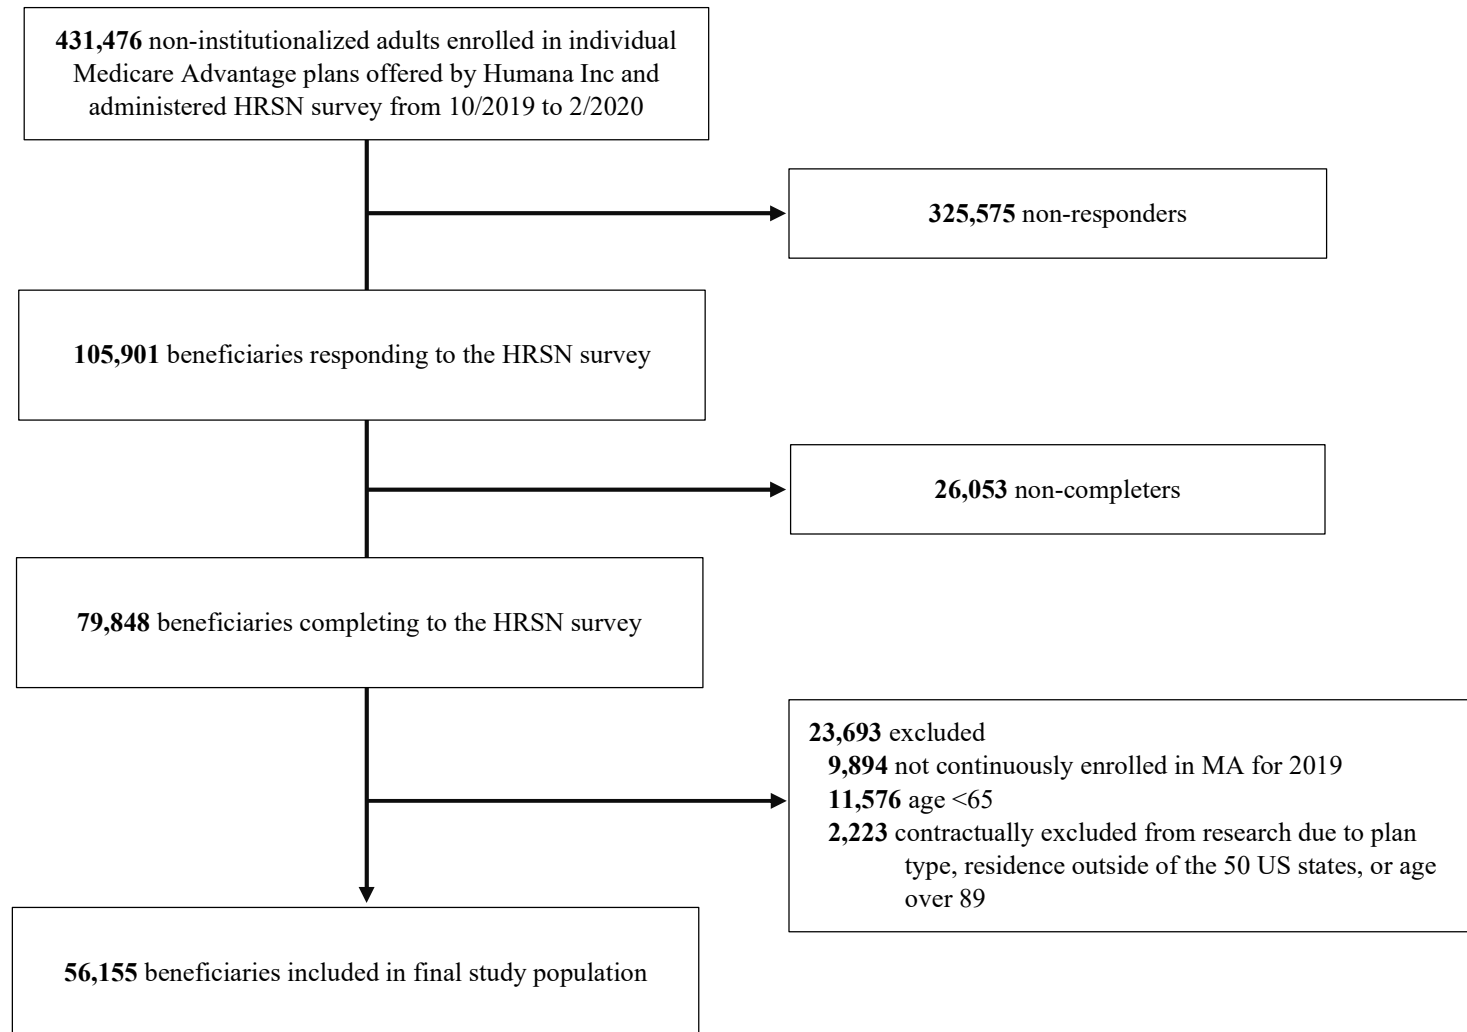 431,476 non-institutionalized adults enrolled in individual
Medicare Advantage plans offered by Humana Inc and
administered HRSN survey from 10/2019 to 2/2020
325,575 non-responders
105,901 beneficiaries responding to the HRSN survey
26,053 non-completers
79,848 beneficiaries completing to the HRSN survey
23,693 excluded
9,894 not continuously enrolled in MA for 2019
11,576 age <65
2,223 contractually excluded from research due to plan
type, residence outside of the 50 US states, or age
over 89
56,155 beneficiaries included in final study population